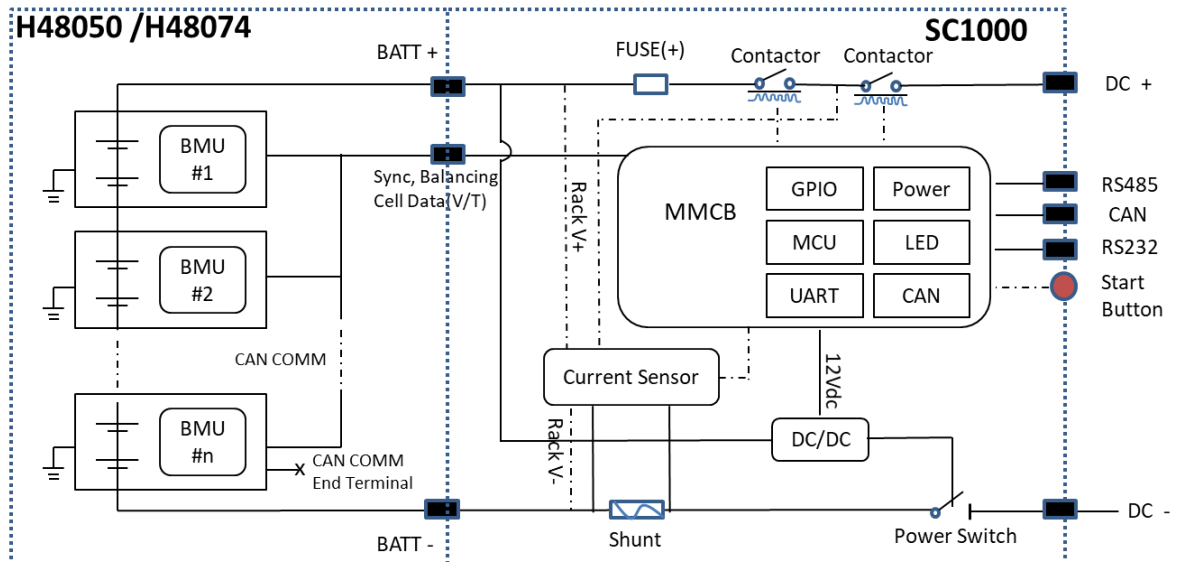 H48050 /H48074
SC1000
BATT +
FUSE(+)
Contactor
Contactor
DC +
BMU
#1
Sync, Balancing
Cell Data(V/T)
Rack V+
MMCB
GPIO
Power
MCU
LED
UART
CAN
RS485
CAN
RS232
Start
Button
BMU
#2
CAN COMM
Current Sensor
12Vdc
BMU
#n
CAN COMM
End Terminal
Rack V-
DC/DC
BATT -
Shunt
Power Switch
DC -